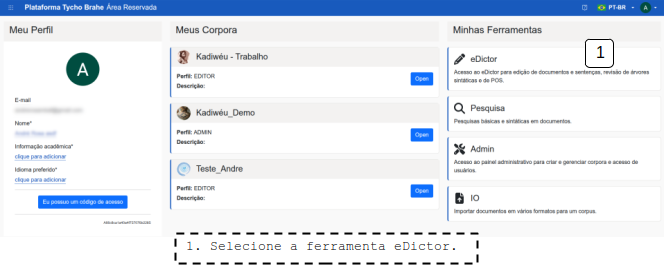 Plataforma Tycho Brahe Área Reservada
PT-BR
A
Meu Perfil
A
E-mail
Nome*
Informação acadêmica*
clique para adicionar
Idioma preferido*
clique para adicionar
Eu possuo um código de acesso
Meus Corpora
Kadiwéu - Trabalho
Perfil: EDITOR
Descrição:
Open
Kadiwéu_Demo
Perfil: ADMIN
Descrição:
Open
Teste_Andre
Perfil: EDITOR
Descrição:
Open
Minhas Ferramentas
1
eDictor
Acesso ao eDictor para edição de documentos e sentenças, revisão de árvores
sintáticas e de POS.
Pesquisa
Pesquisas básicas e sintáticas em documentos.
Admin
Acesso ao painel administrativo para criar e gerenciar corpora e acesso de
usuários.
IO
Importar documentos em vários formatos para um corpus.
1. Selecione a ferramenta eDictor.